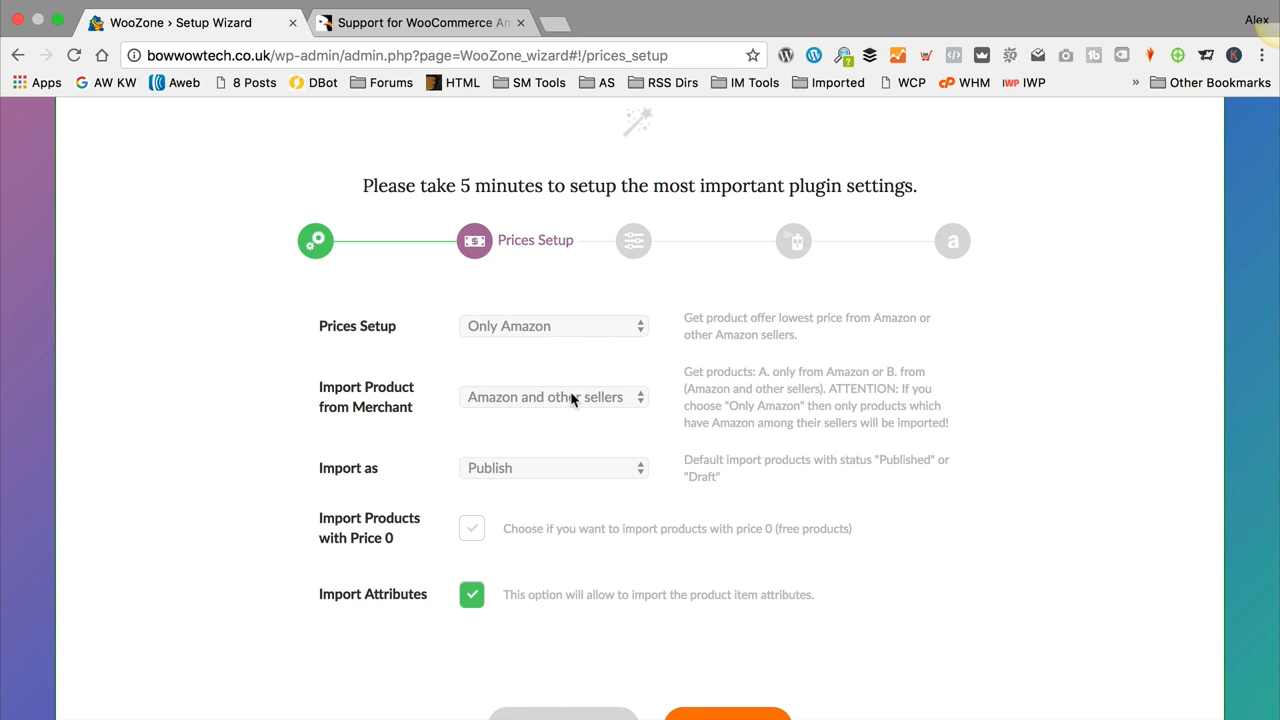 WooZone › Setup Wizard
Support for WooCommerce Am
Alex
bowwowtech.co.uk/wp-admin/admin.php?page=WooZone_wizard#!/prices_setup
Apps
AW KW
Aweb
8 Posts
DBot
Forums
HTML
SM Tools
AS
RSS Dirs
IM Tools
Imported
WCP
WHM
IWP
IWP
»
Other Bookmarks
Please take 5 minutes to setup the most important plugin settings.
Prices Setup
Prices Setup
Only Amazon
Get product offer lowest price from Amazon or
other Amazon sellers.
Import Product
from Merchant
Amazon and other sellers
Get products: A. only from Amazon or B. from
(Amazon and other sellers). ATTENTION: If you
choose "Only Amazon" then only products which
have Amazon among their sellers will be imported!
Import as
Publish
Default import products with status "Published" or
"Draft"
Import Products
with Price 0
Choose if you want to import products with price 0 (free products)
Import Attributes
This option will allow to import the product item attributes.